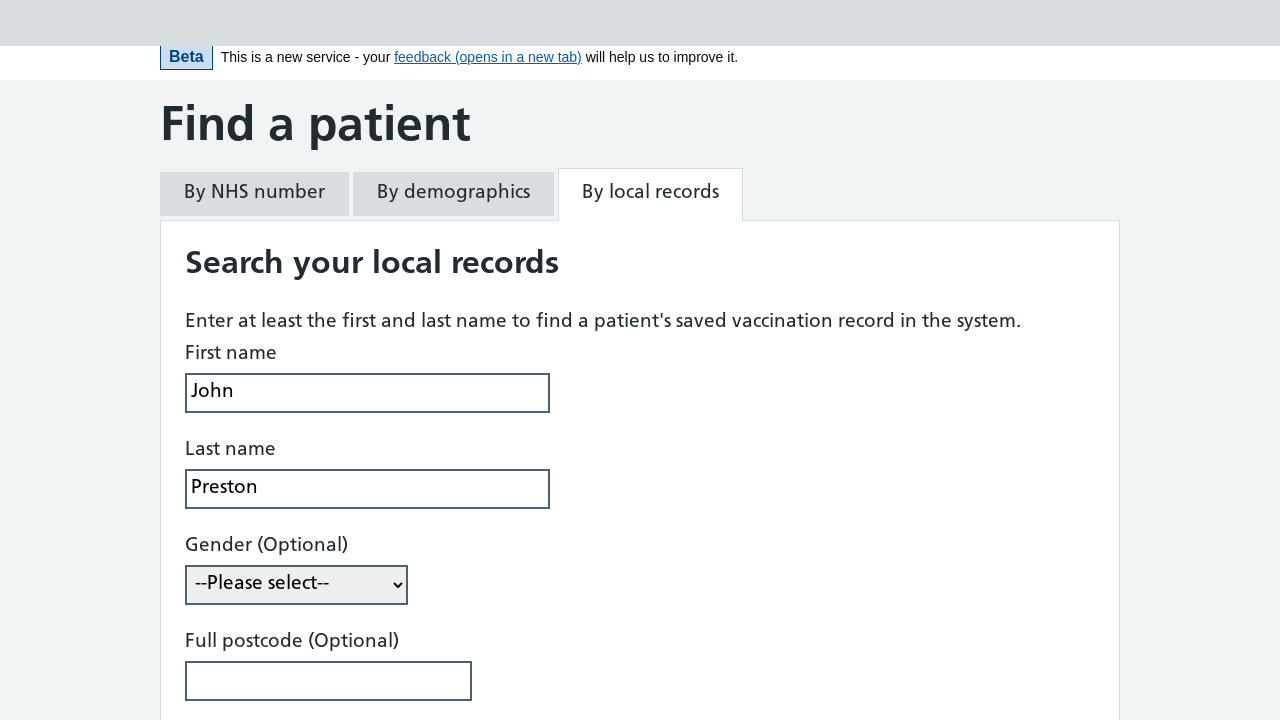 Beta This is a new service - your feedback (opens in a new tab) will help us to improve it.
Find a patient
By NHS number By demographics By local records
Search your local records
Enter at least the first and last name to find a patient's saved vaccination record in the system.
First name
John
Last name
Preston
Gender (Optional)
--Please select--
Full postcode (Optional)